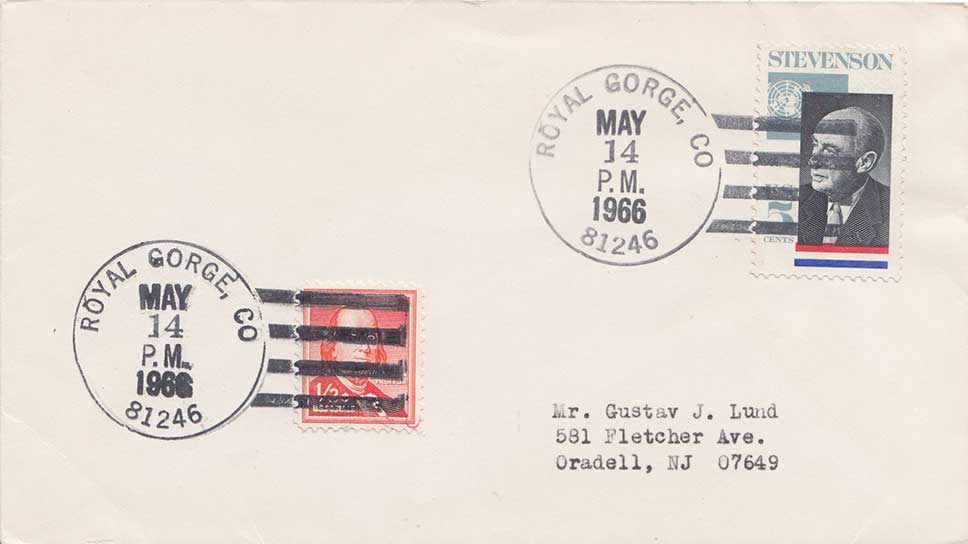 STEVENSON
ROYAL GORGE, CO
MAY
14
P.M.
1966
81246
5
CENTS
ROYAL GORGE, CO
MAY
14
P.M.
1966
81246
FRANKLIN
1/2
Mr. Gustav J. Lund
581 Fletcher Ave.
Oradell, NJ 07649